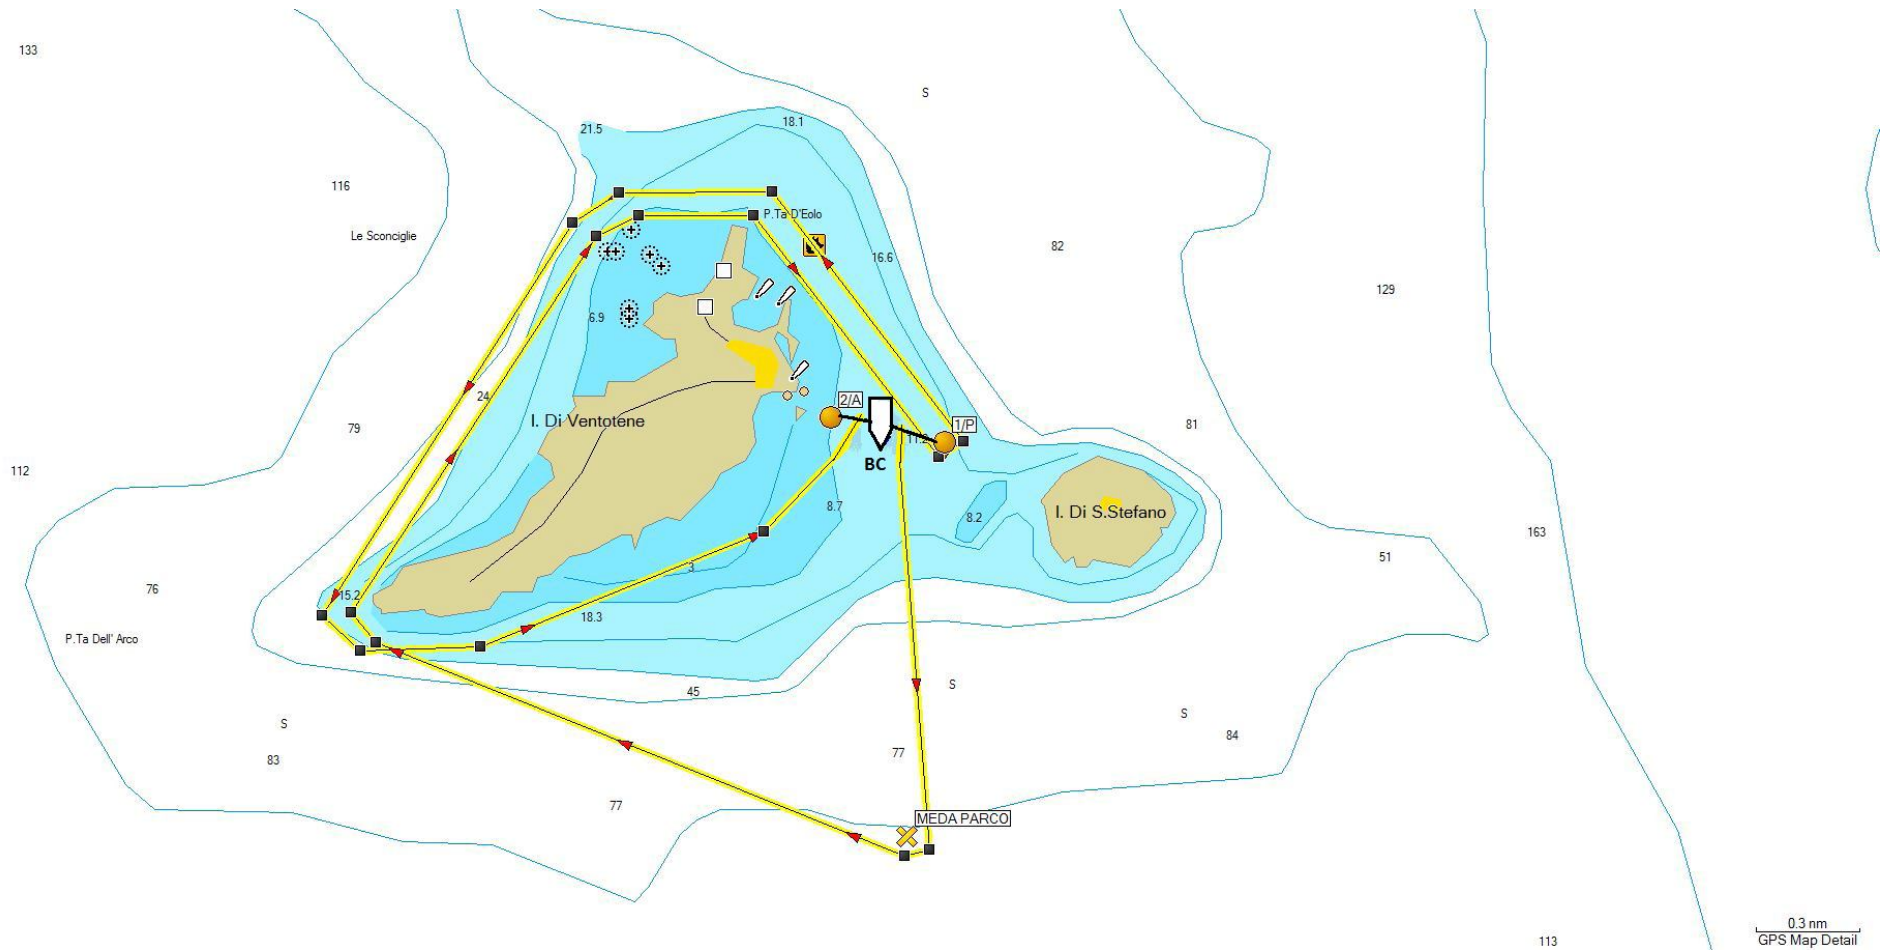 133
S
18.1
21.5
116
P.Ta D'Eolo
Le Sconciglie
82
16.6
129
6.9
24
2/A
I. Di Ventotene
79
81
1/P
11.2
BC
112
8.7
I. Di S.Stefano
8.2
163
51
3
76
15.2
18.3
P.Ta Dell' Arco
S
45
S
S
84
77
83
77
MEDA PARCO
0.3 nm
GPS Map Detail
113